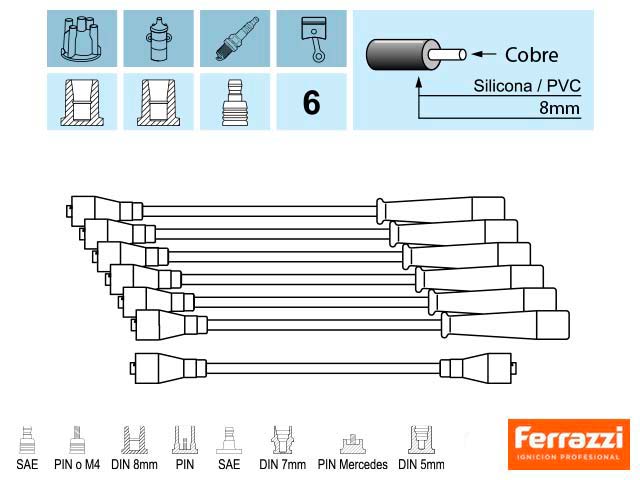 Cobre
Silicona / PVC
8mm
6
SAE
PIN o M4
DIN 8mm
PIN
SAE
DIN 7mm
PIN Mercedes
DIN 5mm
Ferrazzi
IGNICION PROFESIONAL